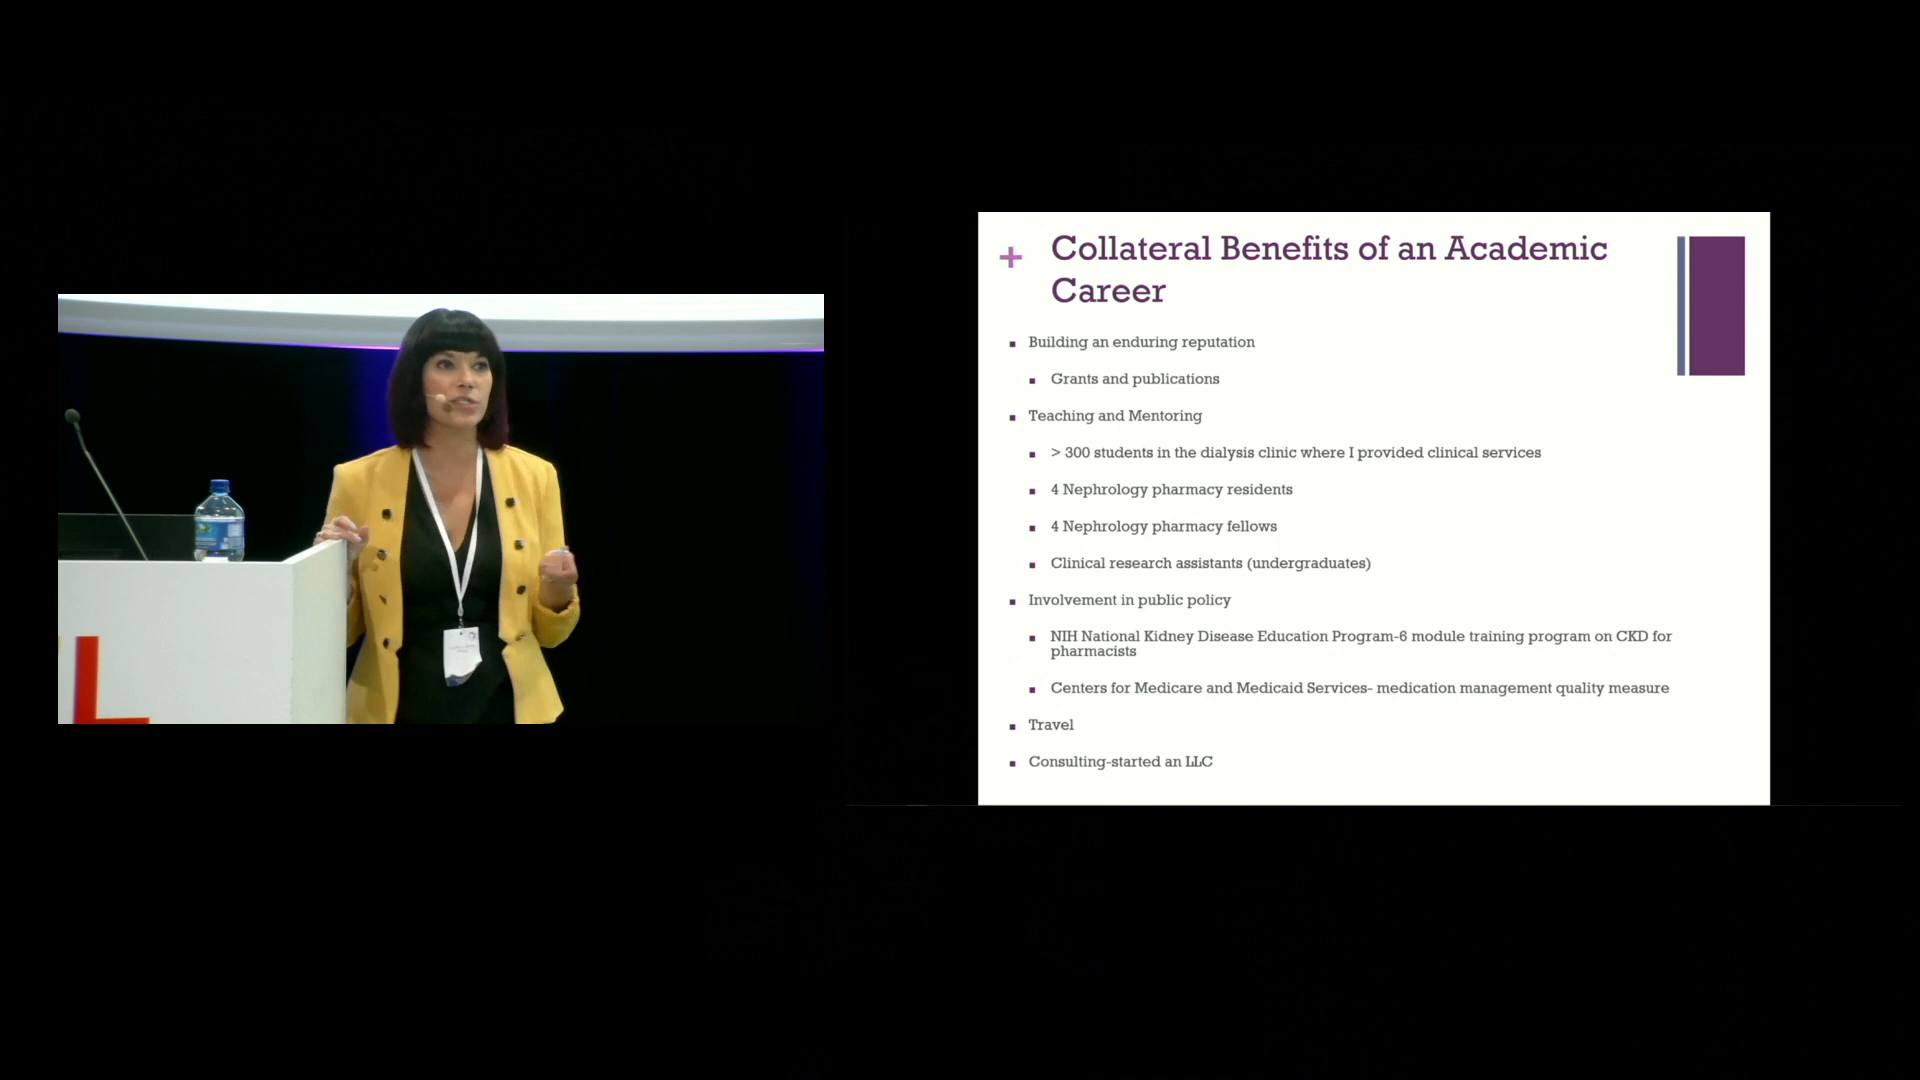 + Collateral Benefits of an Academic
Career
▪ Building an enduring reputation
▪ Grants and publications
▪ Teaching and Mentoring
▪ > 300 students in the dialysis clinic where I provided clinical services
▪ 4 Nephrology pharmacy residents
▪ 4 Nephrology pharmacy fellows
▪ Clinical research assistants (undergraduates)
▪ Involvement in public policy
▪ NIH National Kidney Disease Education Program-6 module training program on CKD for
pharmacists
▪ Centers for Medicare and Medicaid Services- medication management quality measure
▪ Travel
▪ Consulting-started an LLC
L